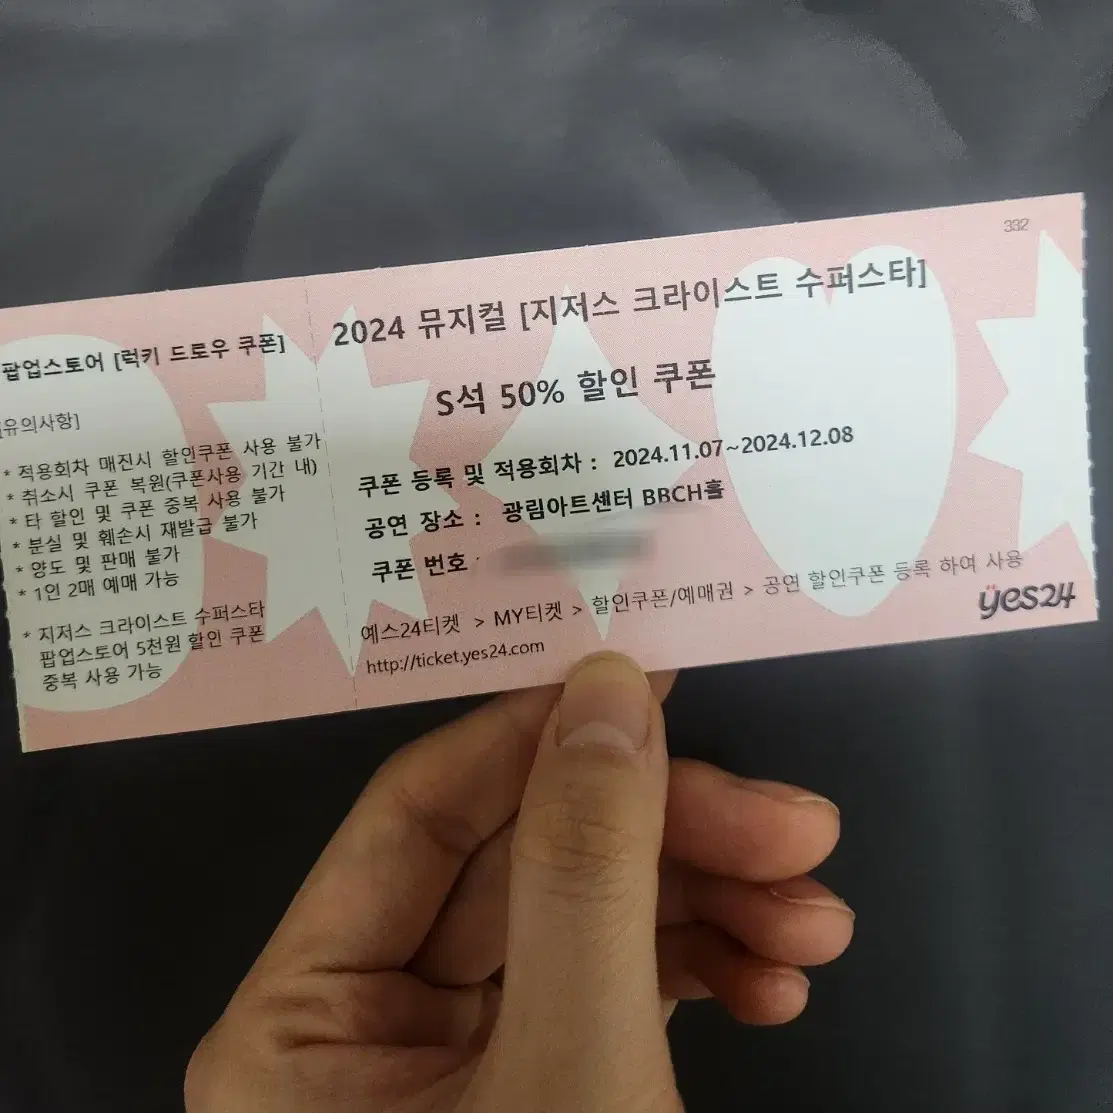 332
팝업스토어 [럭키 드로우 쿠폰]
[유의사항]
* 적용회차 매진시 할인쿠폰 사용 불가
* 취소시 쿠폰 복원(쿠폰사용 기간 내)
* 타 할인 및 쿠폰 중복 사용 불가
* 분실 및 훼손시 재발급 불가
* 양도 및 판매 불가
* 1인 2매 예매 가능
* 지저스 크라이스트 수퍼스타
팝업스토어 5천원 할인 쿠폰
중복 사용 가능
2024 뮤지컬 [지저스 크라이스트 수퍼스타]
S석 50% 할인 쿠폰
쿠폰 등록 및 적용회차 : 2024.11.07~2024.12.08
공연 장소 : 광림아트센터 BBCH홀
쿠폰 번호 :
예스24티켓 > MY티켓 > 할인쿠폰/예매권 > 공연 할인쿠폰 등록 하여 사용
http://ticket.yes24.com
yes24